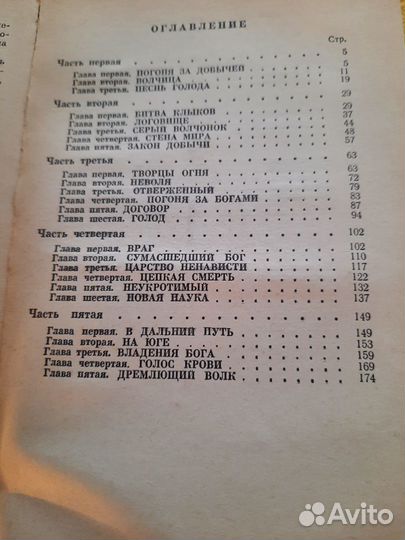 ОГЛАВЛЕНИЕ
Стр.
Часть первая 5
Глава первая. ПОГОНЯ ЗА ДОБЫЧЕЙ 5
Глава вторая. ВОЛЧИЦА 11
Глава третья. ПЕСНЬ ГОЛОДА 19
Часть вторая 29
Глава первая. БИТВА КЛЫКОВ 29
Глава вторая. ЛОГОВИЩЕ 37
Глава третья. СЕРЫЙ ВОЛЧОНОК 44
Глава четвертая. СТЕНА МИРА 48
Глава пятая. ЗАКОН ДОБЫЧИ 57
Часть третья 63
Глава первая. ТВОРЦЫ ОГНЯ 63
Глава вторая. НЕВОЛЯ 72
Глава третья. ОТВЕРЖЕННЫЙ 79
Глава четвертая. ПОГОНЯ ЗА БОГАМИ 83
Глава пятая. ДОГОВОР 87
Глава шестая. ГОЛОД 94
Часть четвертая 102
Глава первая. ВРАГ 102
Глава вторая. СУМАСШЕДШИЙ БОГ 110
Глава третья. ЦАРСТВО НЕНАВИСТИ 117
Глава четвертая. ЦЕПКАЯ СМЕРТЬ 122
Глава пятая. НЕУКРОТИМЫЙ 132
Глава шестая. НОВАЯ НАУКА 137
Часть пятая 149
Глава первая. В ДАЛЬНИЙ ПУТЬ 149
Глава вторая. НА ЮГЕ 153
Глава третья. ВЛАДЕНИЯ БОГА 159
Глава четвертая. ГОЛОС КРОВИ 169
Глава пятая. ДРЕМЛЮЩИЙ ВОЛК 174
Avito